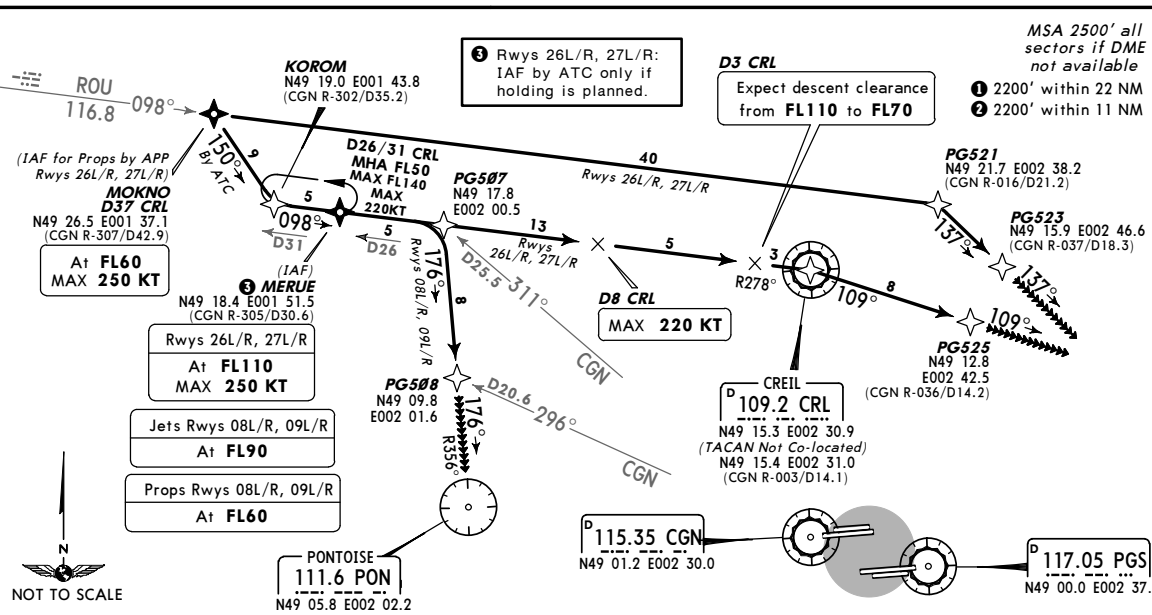 MSA 2500' all
sectors if DME
not available
❶ 2200' within 22 NM
❷ 2200' within 11 NM
❸ Rwys 26L/R, 27L/R:
IAF by ATC only if
holding is planned.
D3 CRL
Expect descent clearance
from FL110 to FL70
KOROM
N49 19.0 E001 43.8
(CGN R-302/D35.2)
ROU
116.8
098°
(IAF for Props by APP
Rwys 26L/R, 27L/R)
MOKNO
D37 CRL
N49 26.5 E001 37.1
(CGN R-307/D42.9)
At FL60
MAX 250 KT
150°
By ATC
9
5
098°
D31
D26/31 CRL
MHA FL50
MAX FL140
MAX
220KT
5
D26
(IAF)
❸ MERUE
N49 18.4 E001 51.5
(CGN R-305/D30.6)
Rwys 26L/R, 27L/R
At FL110
MAX 250 KT
Jets Rwys 08L/R, 09L/R
At FL90
Props Rwys 08L/R, 09L/R
At FL60
PG507
N49 17.8
E002 00.5
40
Rwys 26L/R, 27L/R
13
Rwys
26L/R, 27L/R
176°
Rwys 08L/R, 09L/R
8
D25.5
311°
CGN
PG508
N49 09.8
E002 01.6
D20.6
296°
CGN
176°
R356°
PONTOISE
111.6 PON
N49 05.8 E002 02.2
5
D8 CRL
MAX 220 KT
R278°
3
109°
8
CREIL
D 109.2 CRL
N49 15.3 E002 30.9
(TACAN Not Co-located)
N49 15.4 E002 31.0
(CGN R-003/D14.1)
PG521
N49 21.7 E002 38.2
(CGN R-016/D21.2)
137°
PG523
N49 15.9 E002 46.6
(CGN R-037/D18.3)
137°
109°
PG525
N49 12.8
E002 42.5
(CGN R-036/D14.2)
D 115.35 CGN
N49 01.2 E002 30.0
D 117.05 PGS
N49 00.0 E002 37.
N
NOT TO SCALE